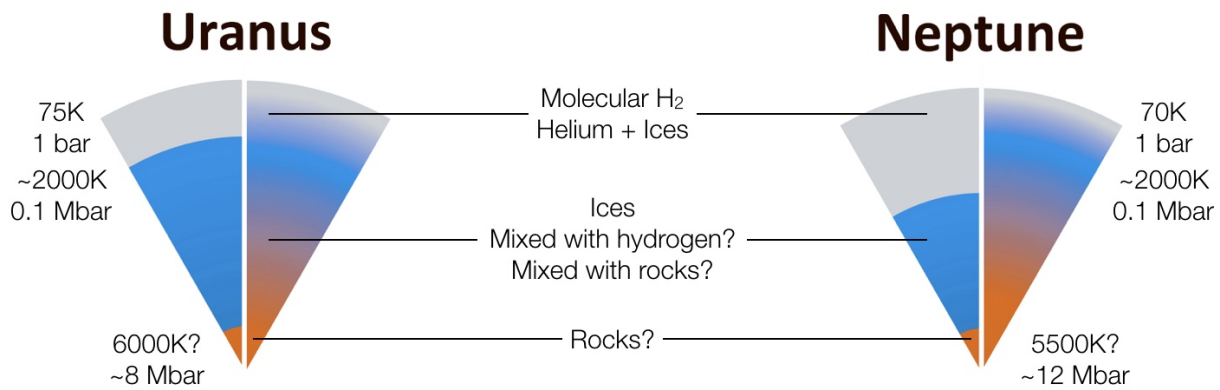 Uranus
Neptune
75K
1 bar
~2000K
0.1 Mbar
6000K?
~8 Mbar
Molecular H₂
Helium + Ices
Ices
Mixed with hydrogen?
Mixed with rocks?
Rocks?
70K
1 bar
~2000K
0.1 Mbar
5500K?
~12 Mbar